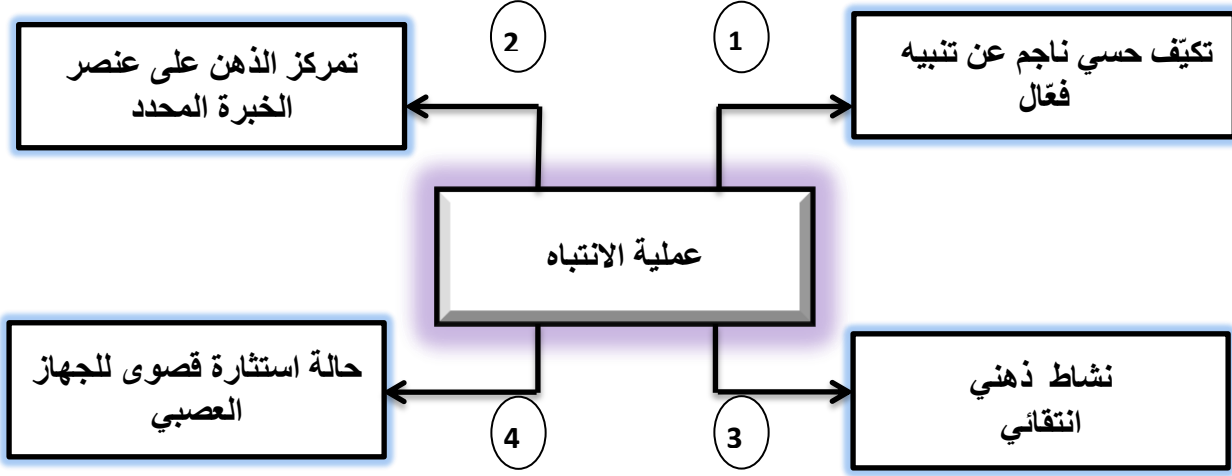 1
تكيّف حسي ناجم عن تنبيه
فعّال
2
تمركز الذهن على عنصر
الخبرة المحدد
عملية الانتباه
3
نشاط ذهني
انتقائي
4
حالة استثارة قصوى للجهاز
العصبي